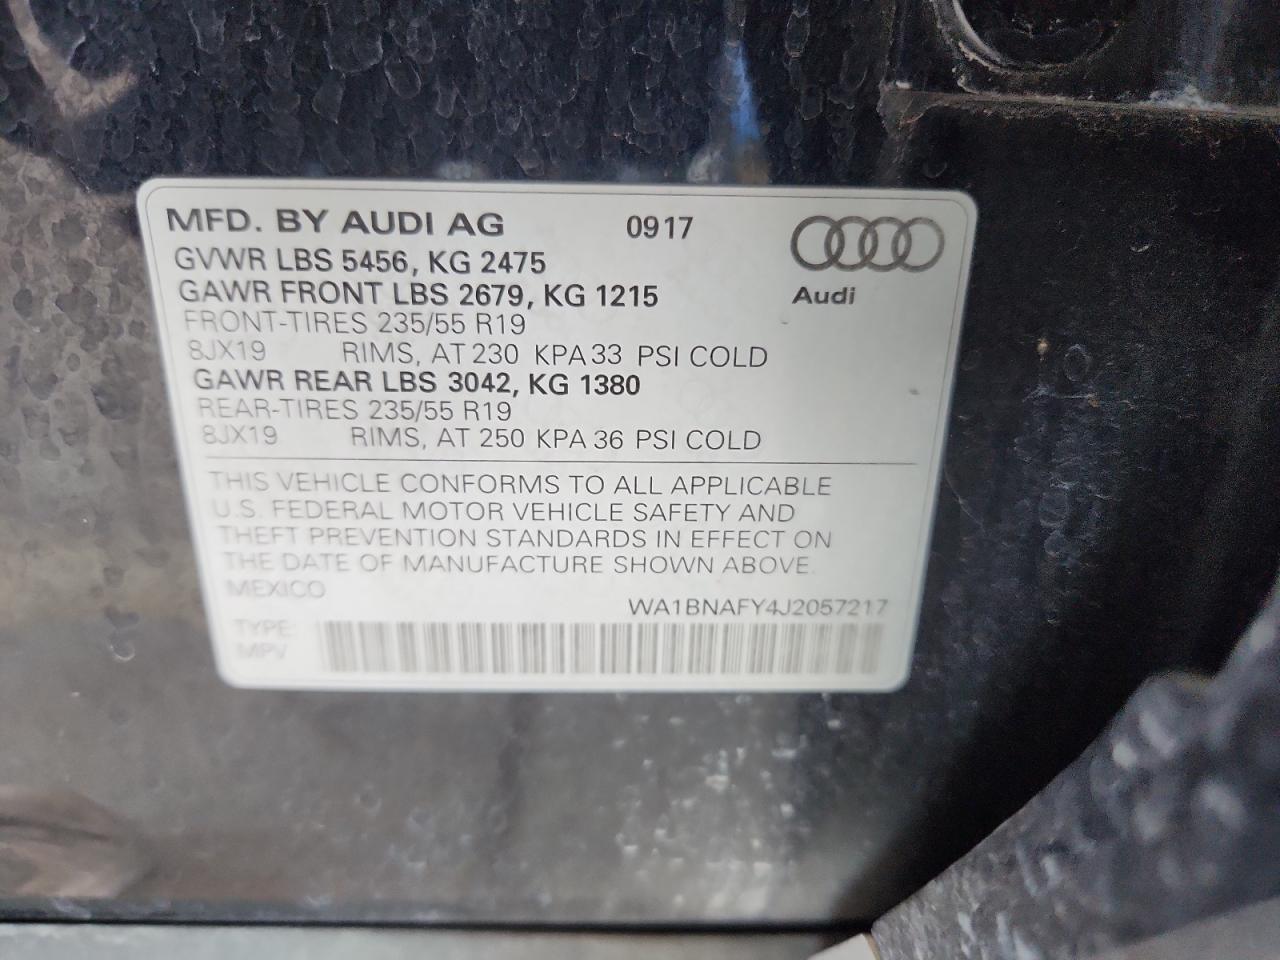 MFD. BY AUDI AG 0917
GVWR LBS 5456, KG 2475
GAWR FRONT LBS 2679, KG 1215
Audi
FRONT-TIRES 235/55 R19
8JX19 RIMS, AT 230 KPA 33 PSI COLD
GAWR REAR LBS 3042, KG 1380
REAR-TIRES 235/55 R19
8JX19 RIMS, AT 250 KPA 36 PSI COLD
THIS VEHICLE CONFORMS TO ALL APPLICABLE
U.S. FEDERAL MOTOR VEHICLE SAFETY AND
THEFT PREVENTION STANDARDS IN EFFECT ON
THE DATE OF MANUFACTURE SHOWN ABOVE.
MEXICO
WA1BNAFY4J2057217
TYPE:
MPV